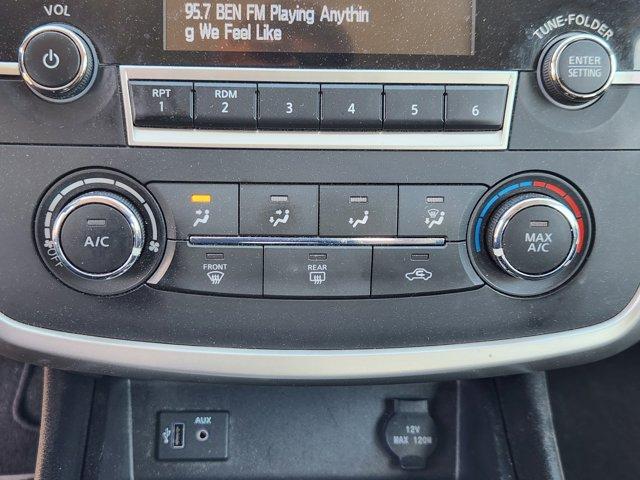 VOL
95.7 BEN FM Playing Anythin
g We Feel Like
TUNE·FOLDER
ENTER
SETTING
RPT
1
RDM
2
3
4
5
6
A/C
OFF
MAX
A/C
FRONT
REAR
AUX
12V
MAX 120W